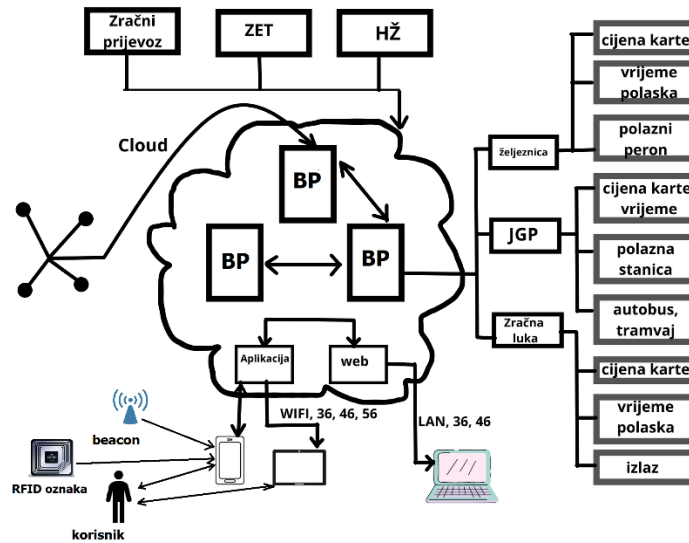 Zračni
prijevoz
ZET
HŽ
Cloud
BP
BP
BP
Aplikacija
web
WIFI, 36, 46, 56
LAN, 36, 46
beacon
RFID oznaka
korisnik
željeznica
JGP
Zračna
luka
cijena karte
vrijeme
polaska
polazni
peron
cijena karte
vrijeme
polazna
stanica
autobus,
tramvaj
cijena karte
vrijeme
polaska
izlaz